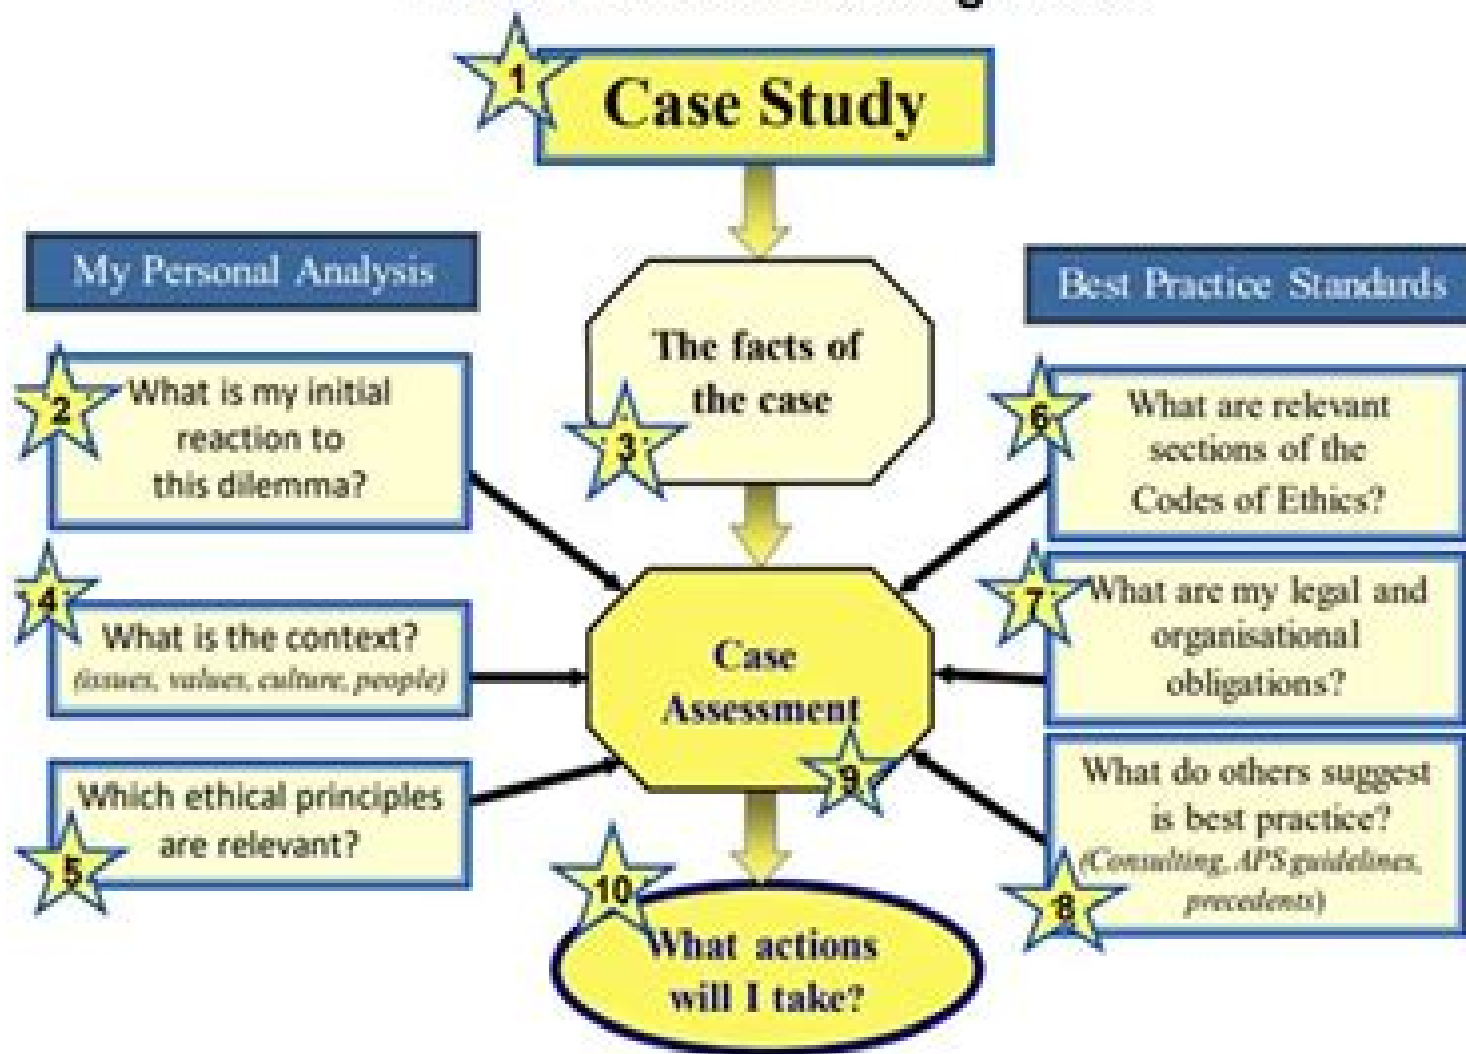 1
Case Study
My Personal Analysis
2
What is my initial
reaction to
this dilemma?
4
What is the context?
(issues, values, culture, people)
Which ethical principles
are relevant?
5
The facts of
the case
3
Case
Assessment
9
10
What actions
will I take?
Best Practice Standards
6
What are relevant
sections of the
Codes of Ethics?
7
What are my legal and
organisational
obligations?
What do others suggest
is best practice?
(Consulting, APS guidelines,
precedents)
8